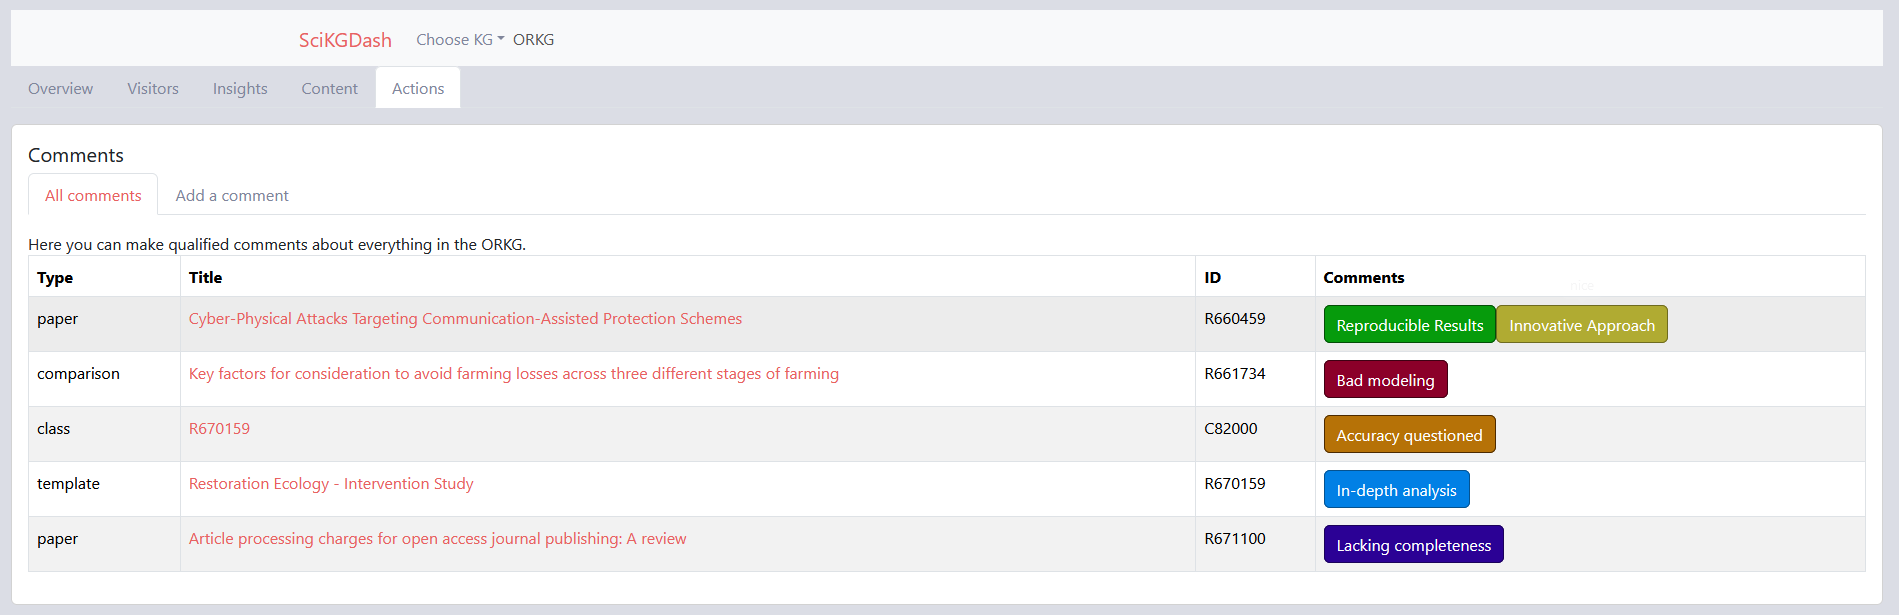 SciKGDash Choose KG ORKG
Overview Visitors Insights Content Actions
Comments
All comments Add a comment
Here you can make qualified comments about everything in the ORKG.
Type Title ID Comments
nice
paper Cyber-Physical Attacks Targeting Communication-Assisted Protection Schemes R660459 Reproducible Results Innovative Approach
comparison Key factors for consideration to avoid farming losses across three different stages of farming R661734 Bad modeling
class R670159 C82000 Accuracy questioned
template Restoration Ecology - Intervention Study R670159 In-depth analysis
paper Article processing charges for open access journal publishing: A review R671100 Lacking completeness